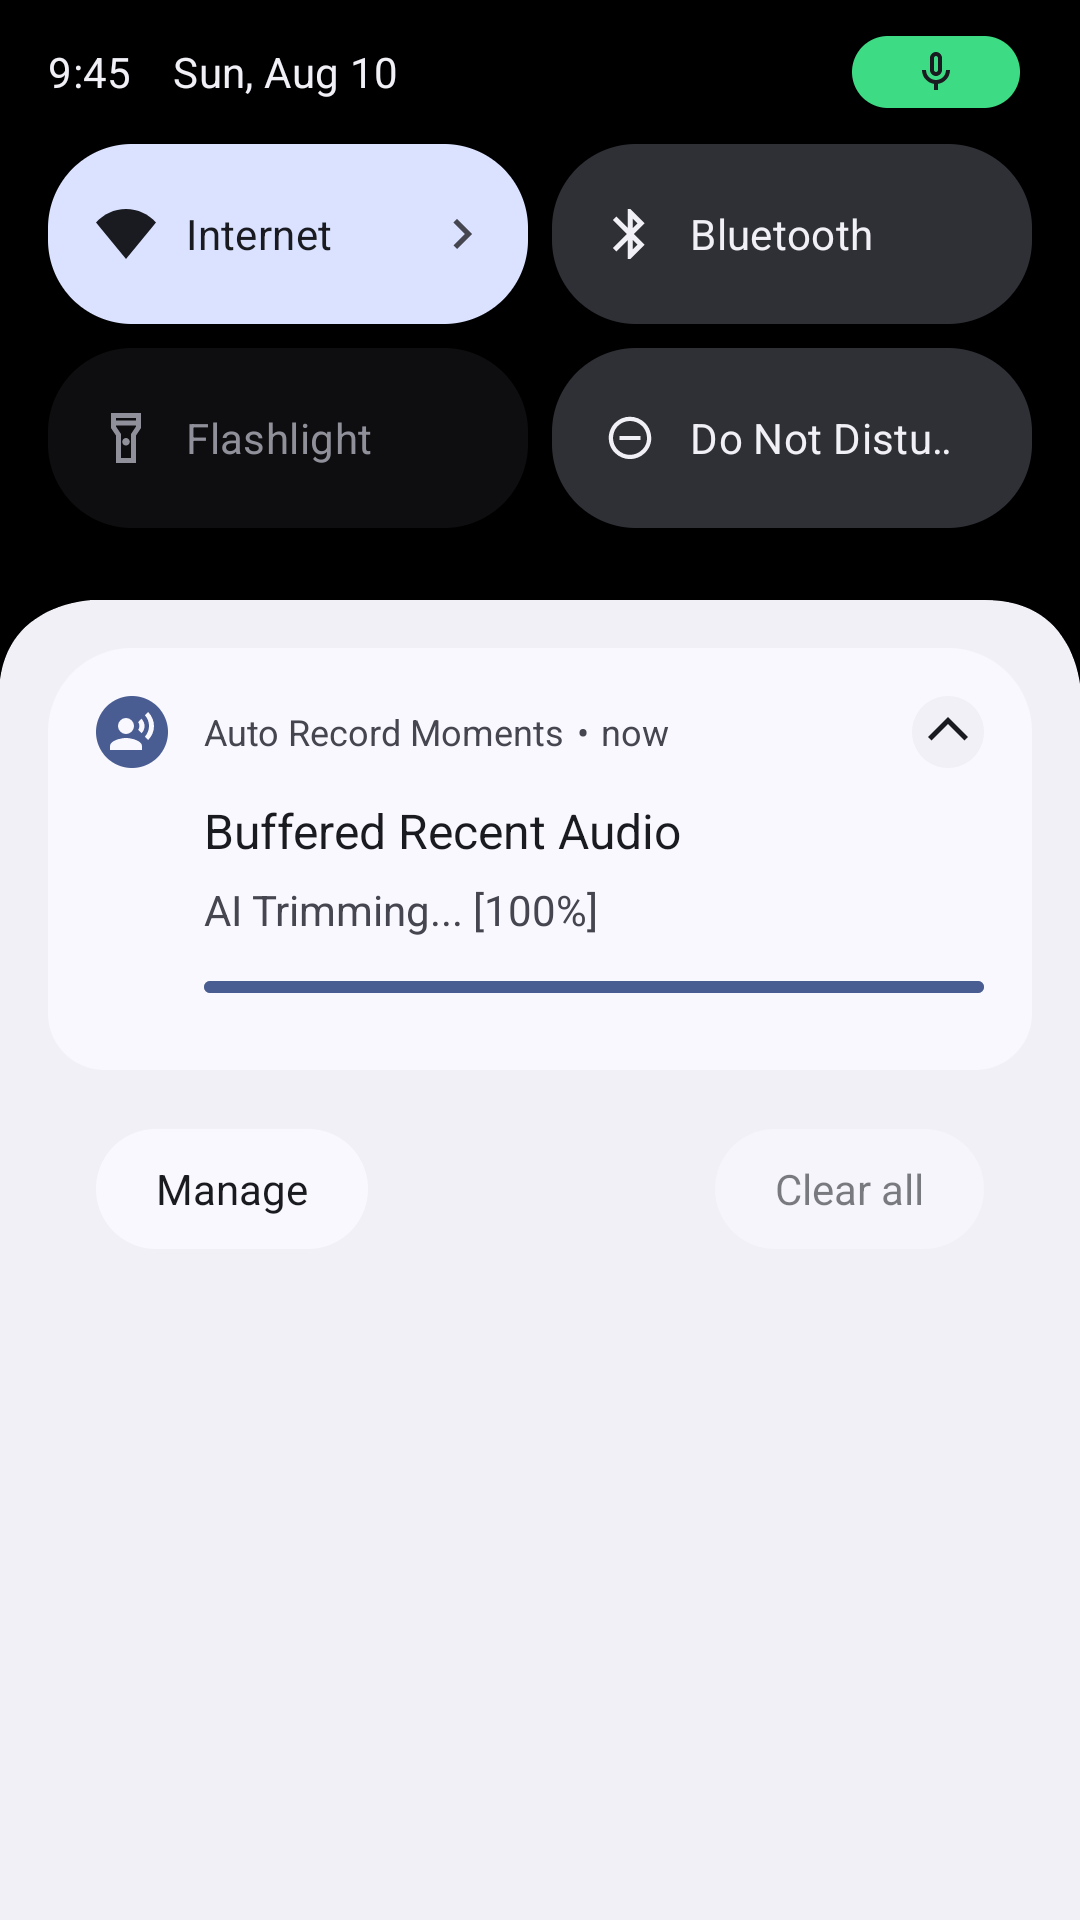 9:45 Sun, Aug 10
Internet
Bluetooth
Flashlight
Do Not Distu..
Auto Record Moments • now
Buffered Recent Audio
AI Trimming... [100%]
Manage
Clear all